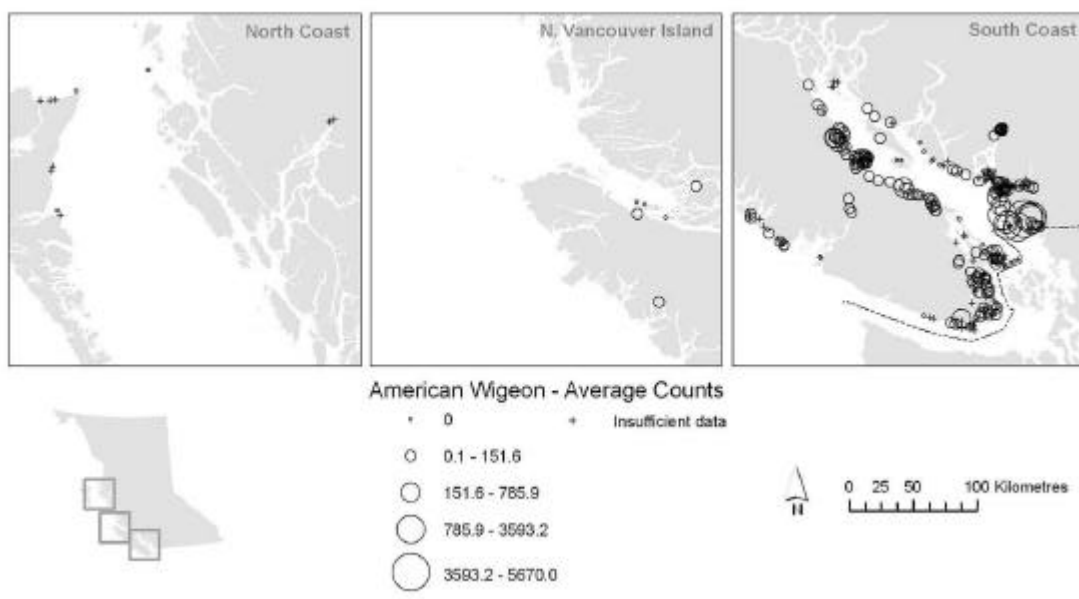 North Coast
N. Vancouver Island
South Coast
American Wigeon - Average Counts
0
Insufficient data
0.1 - 151.6
151.6 - 785.9
785.9 - 3593.2
3593.2 - 5670.0
N
0 25 50 100 Kilometres